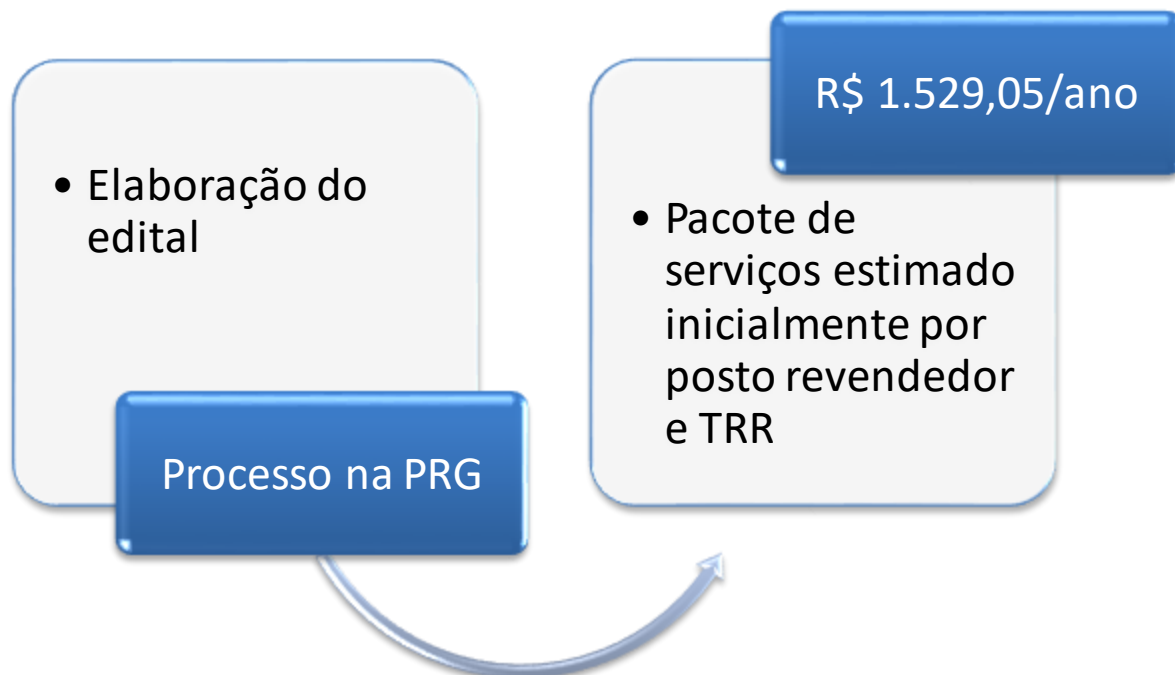 • Elaboração do
edital
Processo na PRG
R$ 1.529,05/ano
• Pacote de
serviços estimado
inicialmente por
posto revendedor
e TRR